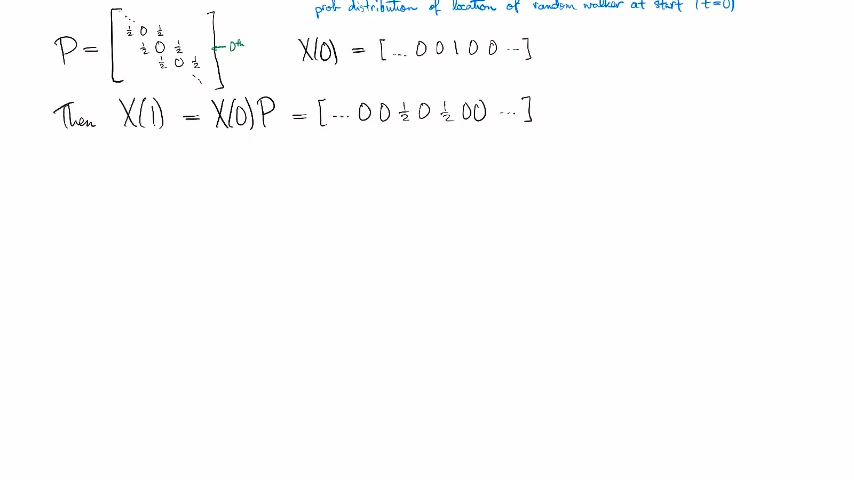 prob distribution of location of random walker at start (t=0)
P = [ ⋱ ½ 0 ½ ½ 0 ½ ½ 0 ½ ⋱ ] ← 0th X(0) = [ ... 0 0 1 0 0 ... ]
Then X(1) = X(0)P = [ ... 0 0 ½ 0 ½ 0 0 ... ]